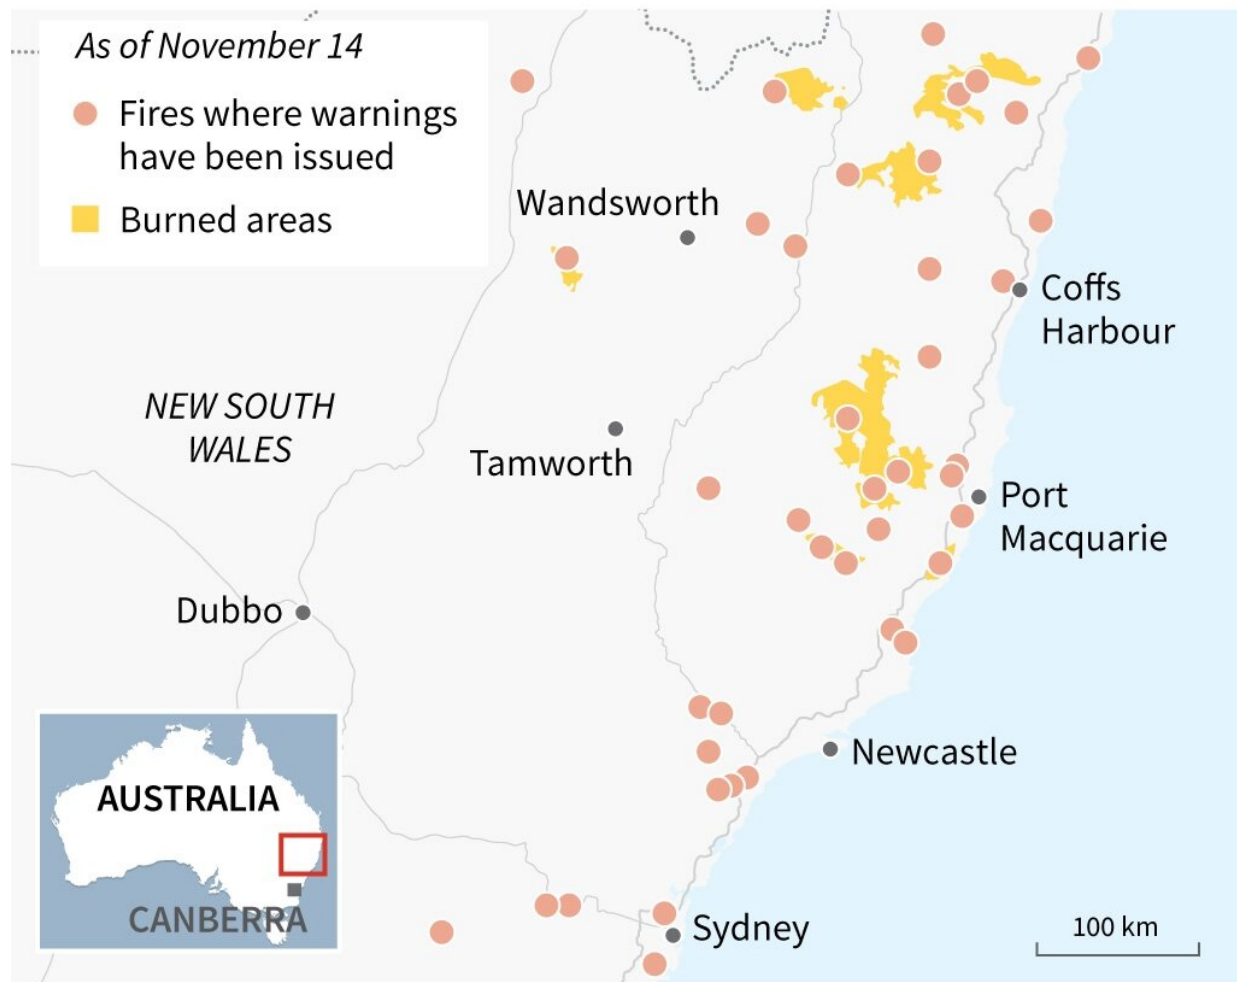 As of November 14
Fires where warnings
have been issued
Burned areas
Wandsworth
Coffs
Harbour
NEW SOUTH
WALES
Tamworth
Port
Macquarie
Dubbo
Newcastle
AUSTRALIA
CANBERRA
Sydney
100 km